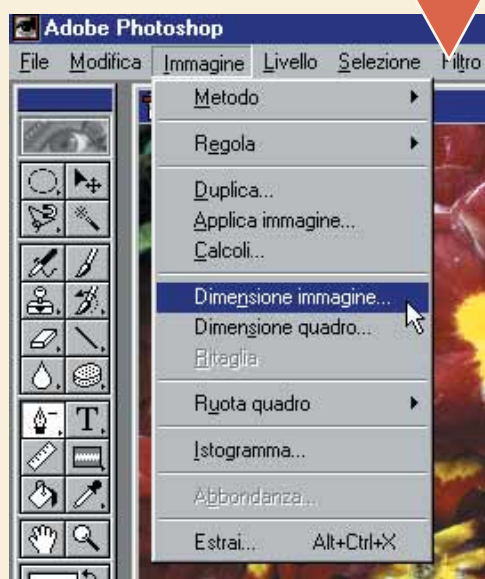 Adobe Photoshop
File Modifica Immagine Livello Selezione Filtro
Metodo
Regola
Duplica...
Applica immagine...
Calcoli...
Dimensione immagine...
Dimensione quadro...
Ritaglia
Ruota quadro
Istogramma...
Abbondanza...
Estrai... Alt+Ctrl+X
T